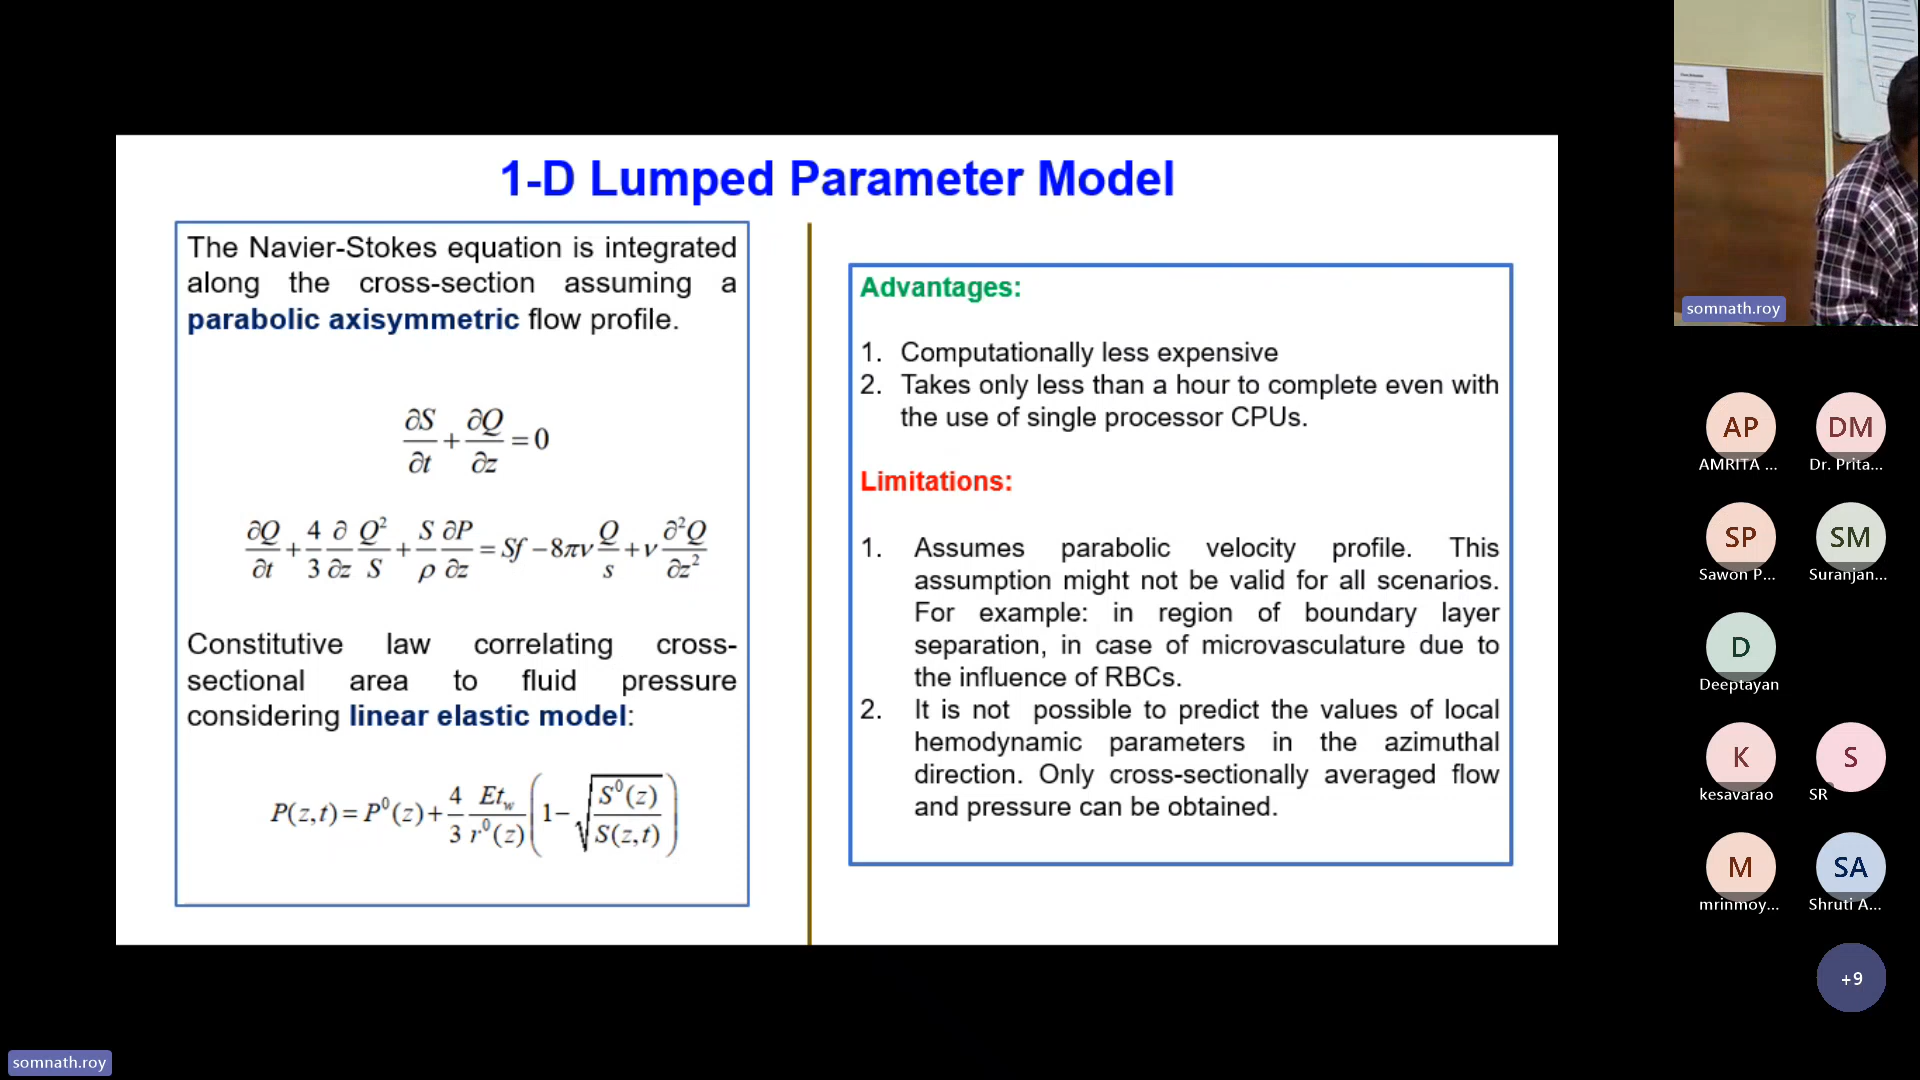 1-D Lumped Parameter Model
The Navier-Stokes equation is integrated
along the cross-section assuming a
parabolic axisymmetric flow profile.
∂S/∂t + ∂Q/∂z = 0
∂Q/∂t + 4/3 ∂/∂z Q²/S + S/ρ ∂P/∂z = Sf − 8πν Q/s + ν ∂²Q/∂z²
Constitutive law correlating cross-
sectional area to fluid pressure
considering linear elastic model:
P(z,t) = P⁰(z) + 4/3 Et_w/r⁰(z) (1 − √(S⁰(z)/S(z,t)))
Advantages:
1. Computationally less expensive
2. Takes only less than a hour to complete even with
the use of single processor CPUs.
Limitations:
1. Assumes parabolic velocity profile. This
assumption might not be valid for all scenarios.
For example: in region of boundary layer
separation, in case of microvasculature due to
the influence of RBCs.
2. It is not possible to predict the values of local
hemodynamic parameters in the azimuthal
direction. Only cross-sectionally averaged flow
and pressure can be obtained.
somnath.roy
AP DM
AMRITA ... Dr. Prita...
SP SM
Sawon P... Suranjan...
D
Deeptayan
K S
kesavarao SR
M SA
mrinmoy... Shruti A...
+9
somnath.roy